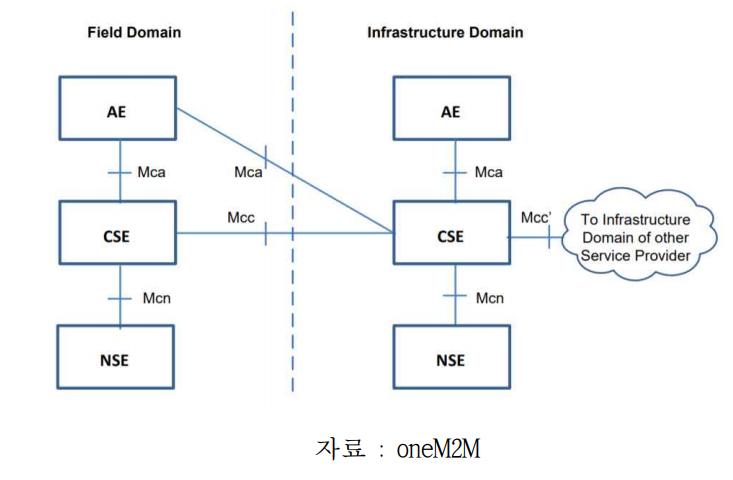 Field Domain
Infrastructure Domain
AE
AE
Mca
Mca
Mca
CSE
Mcc
CSE
Mcc’
To Infrastructure
Domain of other
Service Provider
Mcn
Mcn
NSE
NSE
자료 : oneM2M